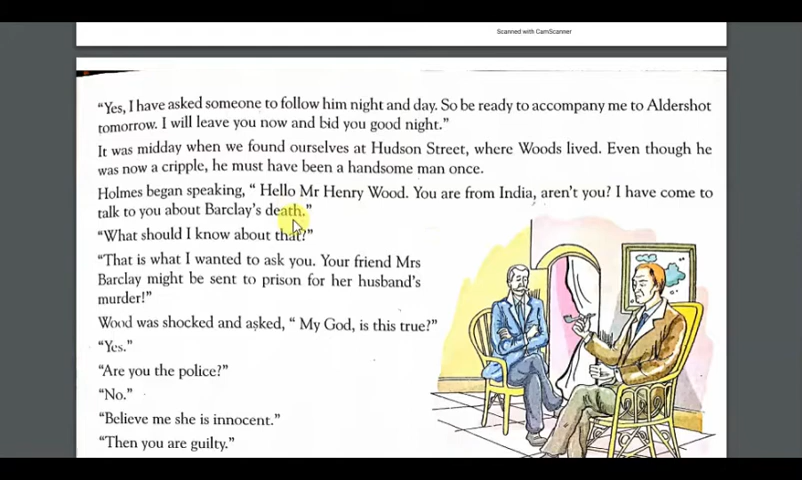 Scanned with CamScanner
“Yes, I have asked someone to follow him night and day. So be ready to accompany me to Aldershot
tomorrow. I will leave you now and bid you good night.”
It was midday when we found ourselves at Hudson Street, where Woods lived. Even though he
was now a cripple, he must have been a handsome man once.
Holmes began speaking, “ Hello Mr Henry Wood. You are from India, aren’t you? I have come to
talk to you about Barclay’s death.”
“What should I know about that?”
“That is what I wanted to ask you. Your friend Mrs
Barclay might be sent to prison for her husband’s
murder!”
Wood was shocked and asked, “ My God, is this true?”
“Yes.”
“Are you the police?”
“No.”
“Believe me she is innocent.”
“Then you are guilty.”